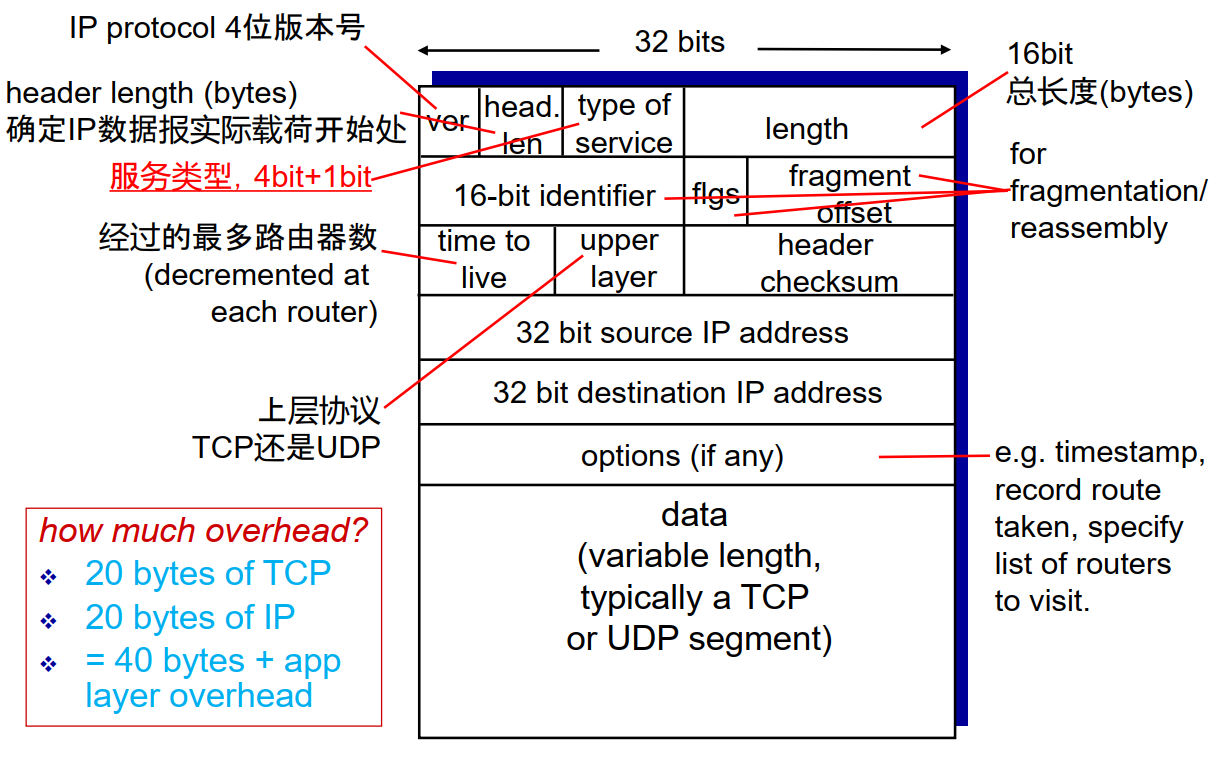 IP protocol 4位版本号
32 bits
16bit
总长度(bytes)
header length (bytes)
确定IP数据报实际载荷开始处
服务类型, 4bit+1bit
ver
head.
len
type of
service
length
for
fragmentation/
reassembly
16-bit identifier
flgs
fragment
offset
经过的最多路由器数
(decremented at
each router)
time to
live
upper
layer
header
checksum
32 bit source IP address
32 bit destination IP address
上层协议
TCP还是UDP
options (if any)
e.g. timestamp,
record route
taken, specify
list of routers
to visit.
how much overhead?
❖ 20 bytes of TCP
❖ 20 bytes of IP
❖ = 40 bytes + app
layer overhead
data
(variable length,
typically a TCP
or UDP segment)